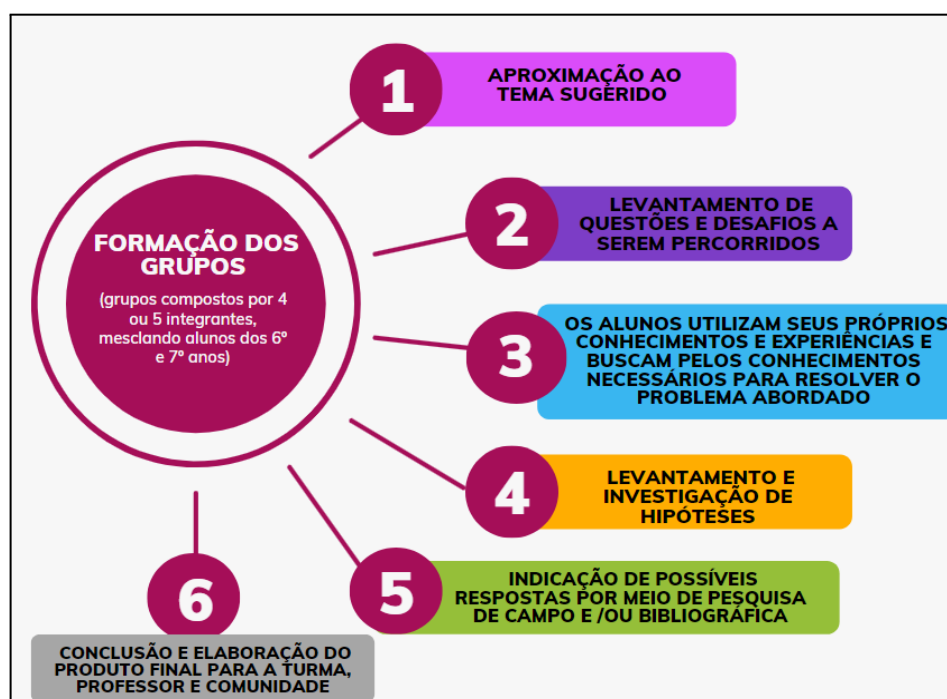 1
APROXIMAÇÃO AO
TEMA SUGERIDO
2
LEVANTAMENTO DE
QUESTÕES E DESAFIOS A
SEREM PERCORRIDOS
FORMAÇÃO DOS
GRUPOS
(grupos compostos por 4
ou 5 integrantes,
mesclando alunos dos 6º
e 7º anos)
3
OS ALUNOS UTILIZAM SEUS PRÓPRIOS
CONHECIMENTOS E EXPERIÊNCIAS E
BUSCAM PELOS CONHECIMENTOS
NECESSÁRIOS PARA RESOLVER O
PROBLEMA ABORDADO
4
LEVANTAMENTO E
INVESTIGAÇÃO DE
HIPÓTESES
5
INDICAÇÃO DE POSSÍVEIS
RESPOSTAS POR MEIO DE PESQUISA
DE CAMPO E /OU BIBLIOGRÁFICA
6
CONCLUSÃO E ELABORAÇÃO DO
PRODUTO FINAL PARA A TURMA,
PROFESSOR E COMUNIDADE